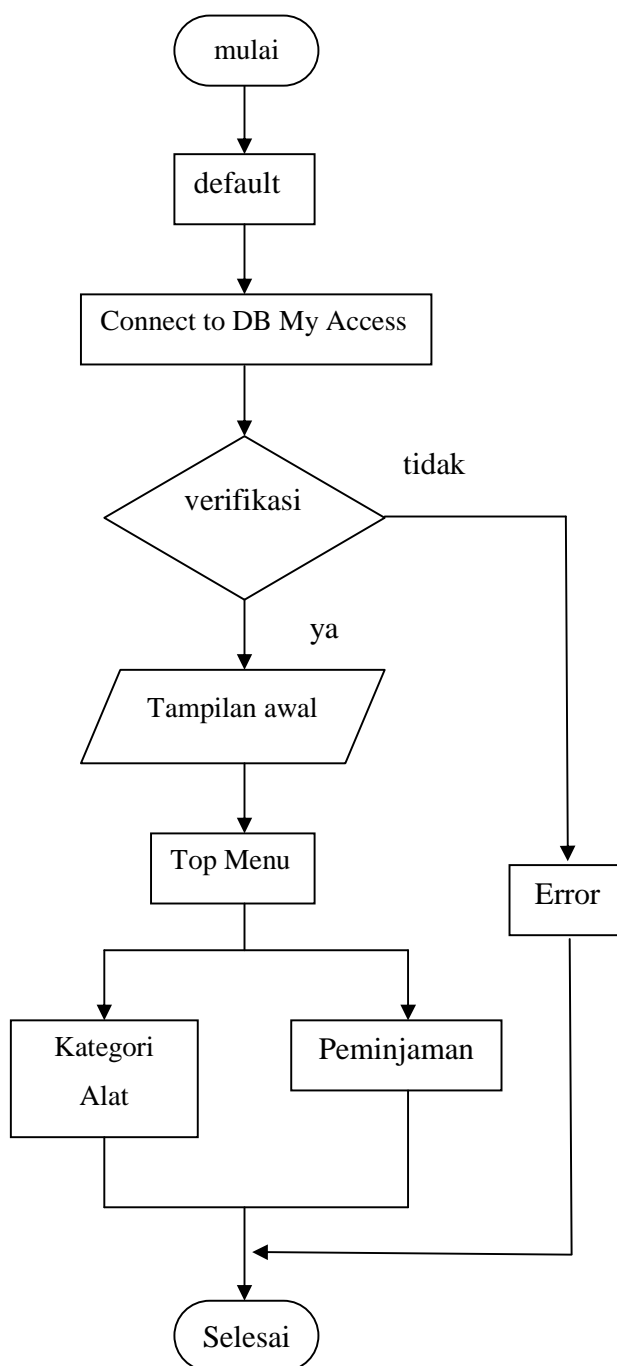 mulai
default
Connect to DB My Access
tidak
verifikasi
ya
Tampilan awal
Top Menu
Error
Kategori
Alat
Peminjaman
Selesai